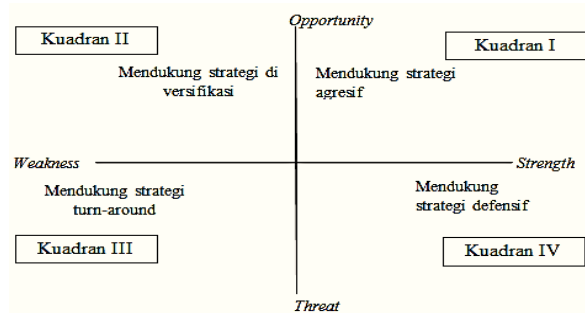 Opportunity
Kuadran II
Kuadran I
Mendukung strategi di
versifikasi
Mendukung strategi
agresif
Weakness
Strength
Mendukung strategi
turn-around
Mendukung
strategi defensif
Kuadran III
Kuadran IV
Threat